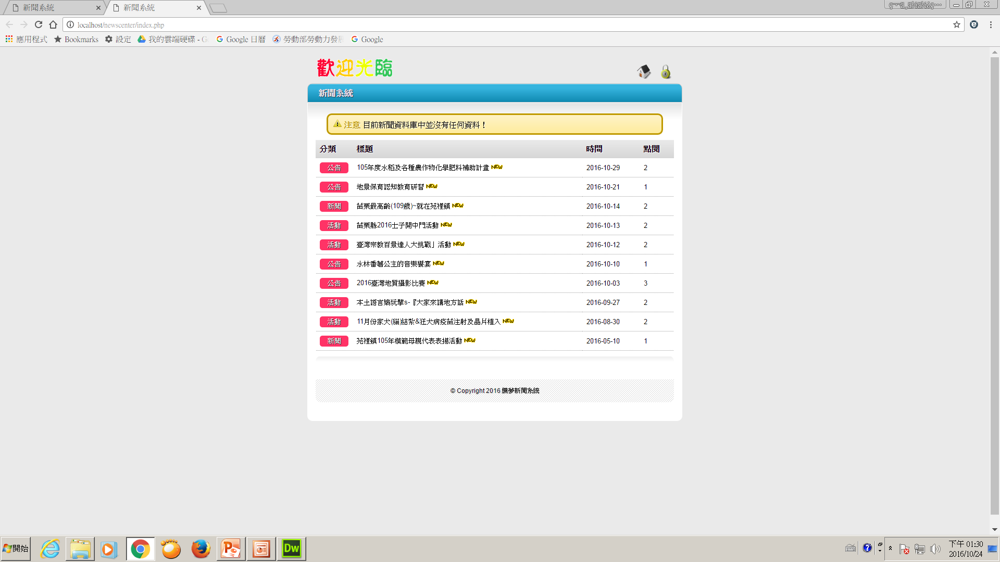 新聞系統
新聞系統
localhost/newscenter/index.php
應用程式 Bookmarks 設定 我的雲端硬碟 - G Google 日曆 勞動部勞動力發展 Google
歡迎光臨
新聞系統
注意 目前新聞資料庫中並沒有任何資料！
分類 標題 時間 點閱
公告 105年度水稻及各種農作物化學肥料補助計畫 NEW 2016-10-29 2
公告 地景保育認知教育研習 NEW 2016-10-21 1
新聞 苗栗最高齡(109歲)~就在苑裡鎮 NEW 2016-10-14 2
活動 苗栗縣2016士子開中門活動 NEW 2016-10-13 2
活動 臺灣宗教百景達人大挑戰」活動 NEW 2016-10-12 2
公告 水林番薯公主的音樂饗宴 NEW 2016-10-10 1
公告 2016臺灣地質攝影比賽 NEW 2016-10-03 3
活動 本土語言嬉玩擘s-『大家來講地方話 NEW 2016-09-27 2
活動 11月份家犬(貓)結紮&狂犬病疫苗注射及晶片植入 NEW 2016-08-30 2
新聞 苑裡鎮105年模範母親代表表揚活動 NEW 2016-05-10 1
© Copyright 2016 織夢新聞系統
開始
Dw
下午 01:30
2016/10/24